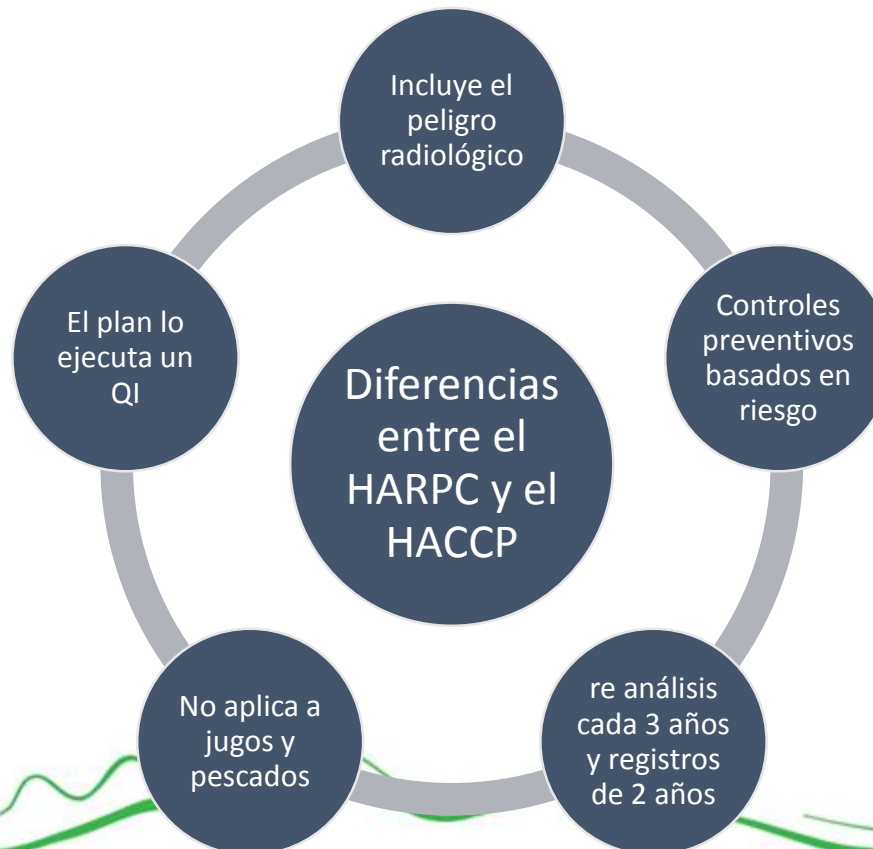 Incluye el
peligro
radiológico
Controles
preventivos
basados en
riesgo
re análisis
cada 3 años
y registros
de 2 años
No aplica a
jugos y
pescados
El plan lo
ejecuta un
QI
Diferencias
entre el
HARPC y el
HACCP